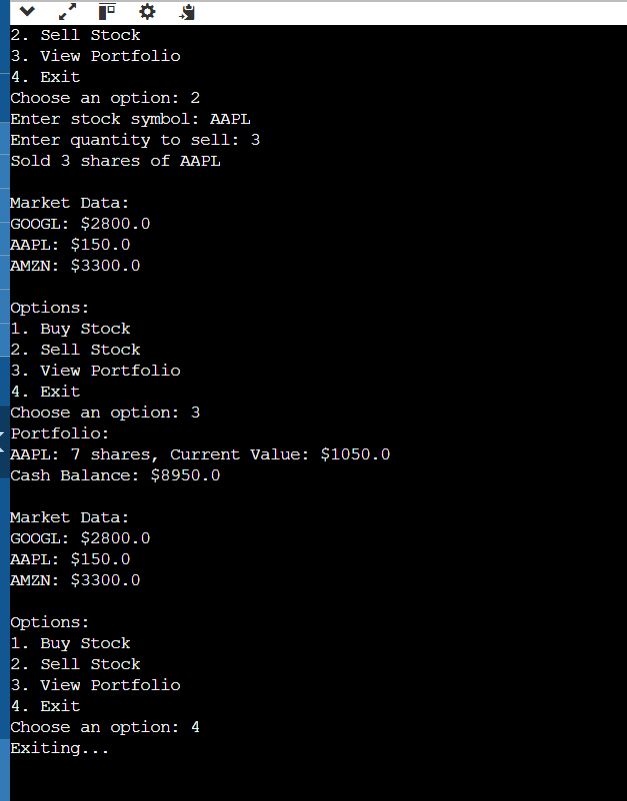 2. Sell Stock
3. View Portfolio
4. Exit
Choose an option: 2
Enter stock symbol: AAPL
Enter quantity to sell: 3
Sold 3 shares of AAPL
Market Data:
GOOGL: $2800.0
AAPL: $150.0
AMZN: $3300.0
Options:
1. Buy Stock
2. Sell Stock
3. View Portfolio
4. Exit
Choose an option: 3
Portfolio:
AAPL: 7 shares, Current Value: $1050.0
Cash Balance: $8950.0
Market Data:
GOOGL: $2800.0
AAPL: $150.0
AMZN: $3300.0
Options:
1. Buy Stock
2. Sell Stock
3. View Portfolio
4. Exit
Choose an option: 4
Exiting...